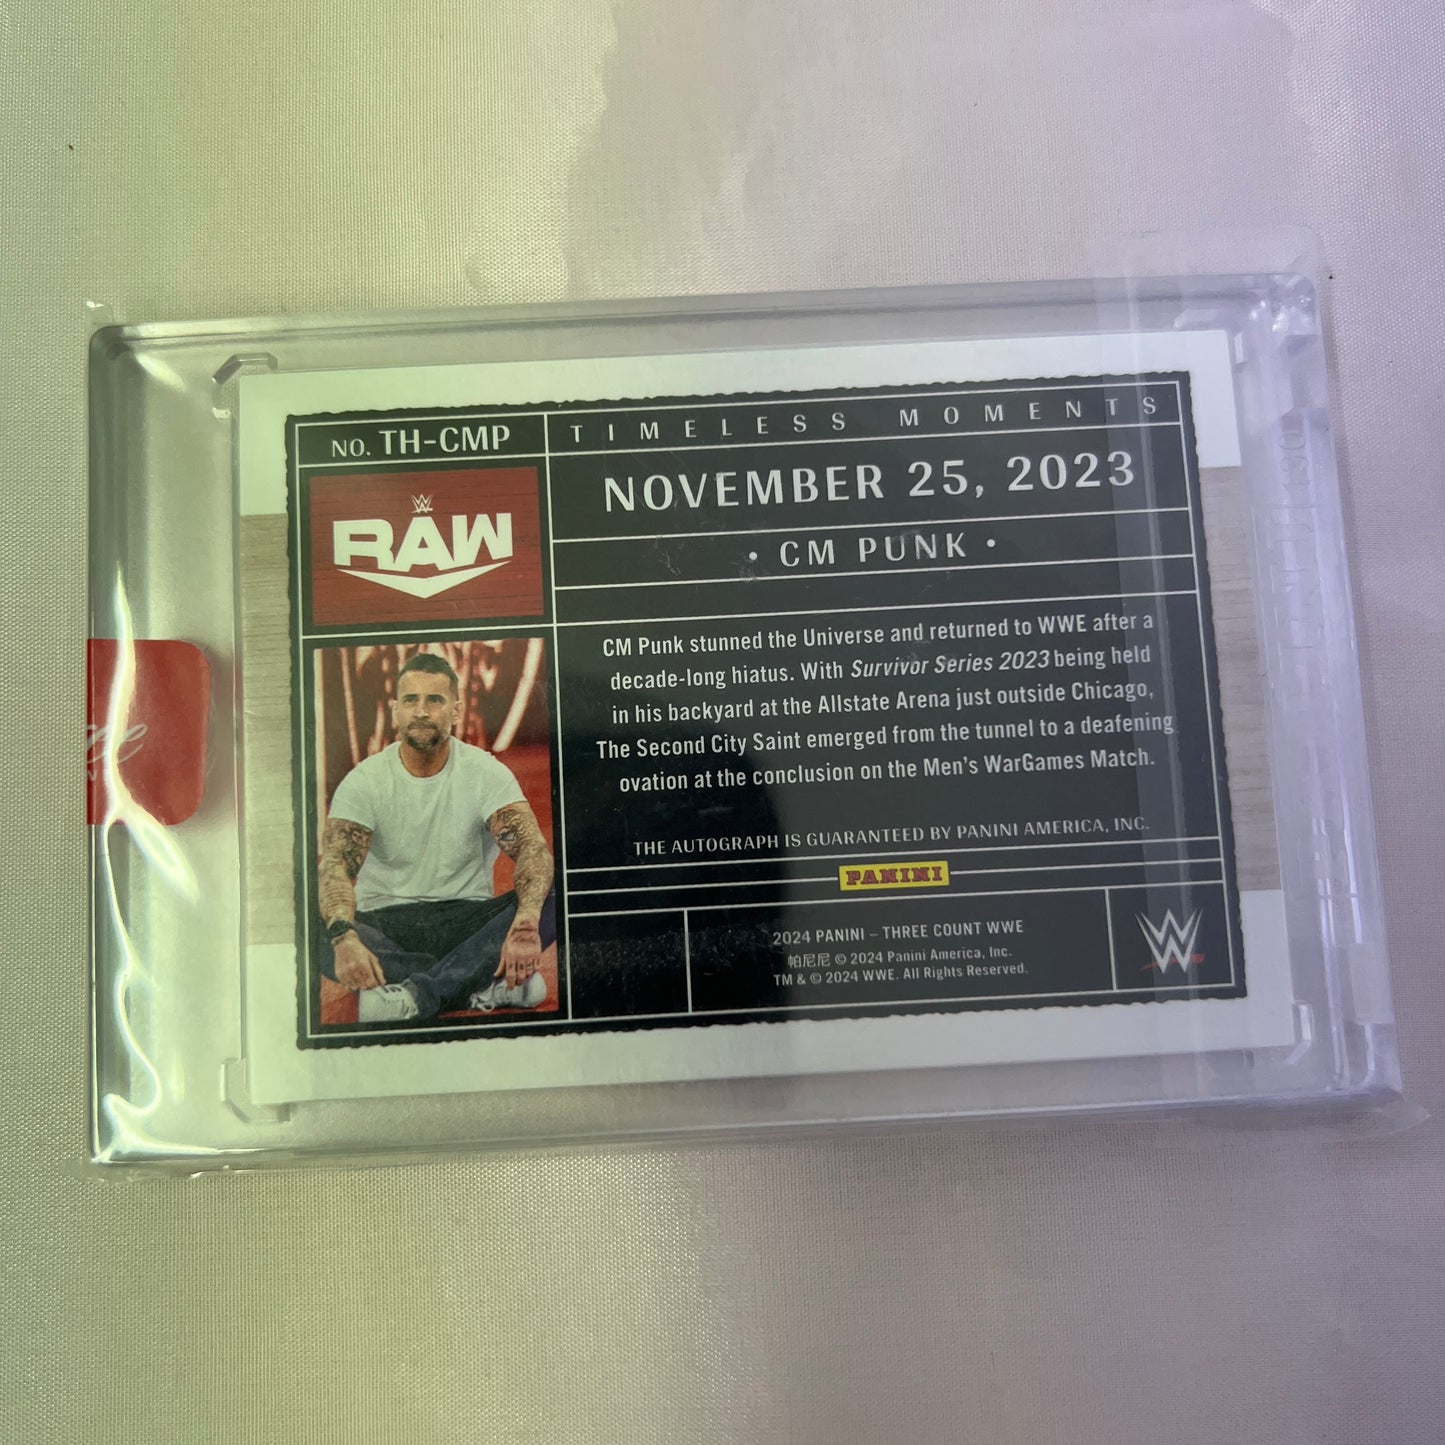 NO. TH-CMP
TIMELESS MOMENTS
W
RAW
NOVEMBER 25, 2023
• CM PUNK •
CM Punk stunned the Universe and returned to WWE after a
decade-long hiatus. With Survivor Series 2023 being held
in his backyard at the Allstate Arena just outside Chicago,
The Second City Saint emerged from the tunnel to a deafening
ovation at the conclusion on the Men's WarGames Match.
THE AUTOGRAPH IS GUARANTEED BY PANINI AMERICA, INC.
PANINI
2024 PANINI – THREE COUNT WWE
帕尼尼 © 2024 Panini America, Inc.
TM & © 2024 WWE. All Rights Reserved.
W